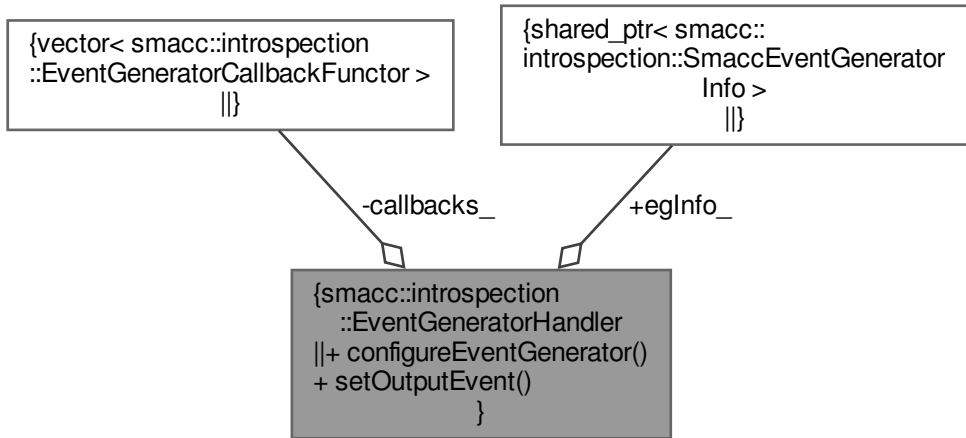 {vector< smacc::introspection
::EventGeneratorCallbackFunctor >
||}
{shared_ptr< smacc::
introspection::SmaccEventGenerator
Info >
||}
-callbacks_
+egInfo_
{smacc::introspection
::EventGeneratorHandler
||+ configureEventGenerator()
+ setOutputEvent()
}